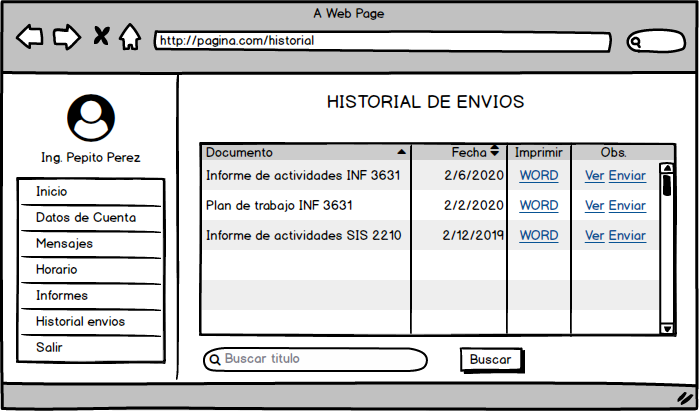 A Web Page
http://pagina.com/historial
HISTORIAL DE ENVIOS
Ing. Pepito Perez
Inicio
Datos de Cuenta
Mensajes
Horario
Informes
Historial envios
Salir
Documento Fecha Imprimir Obs.
Informe de actividades INF 3631 2/6/2020 WORD Ver Enviar
Plan de trabajo INF 3631 2/2/2020 WORD Ver Enviar
Informe de actividades SIS 2210 2/12/2019 WORD Ver Enviar
Buscar titulo Buscar